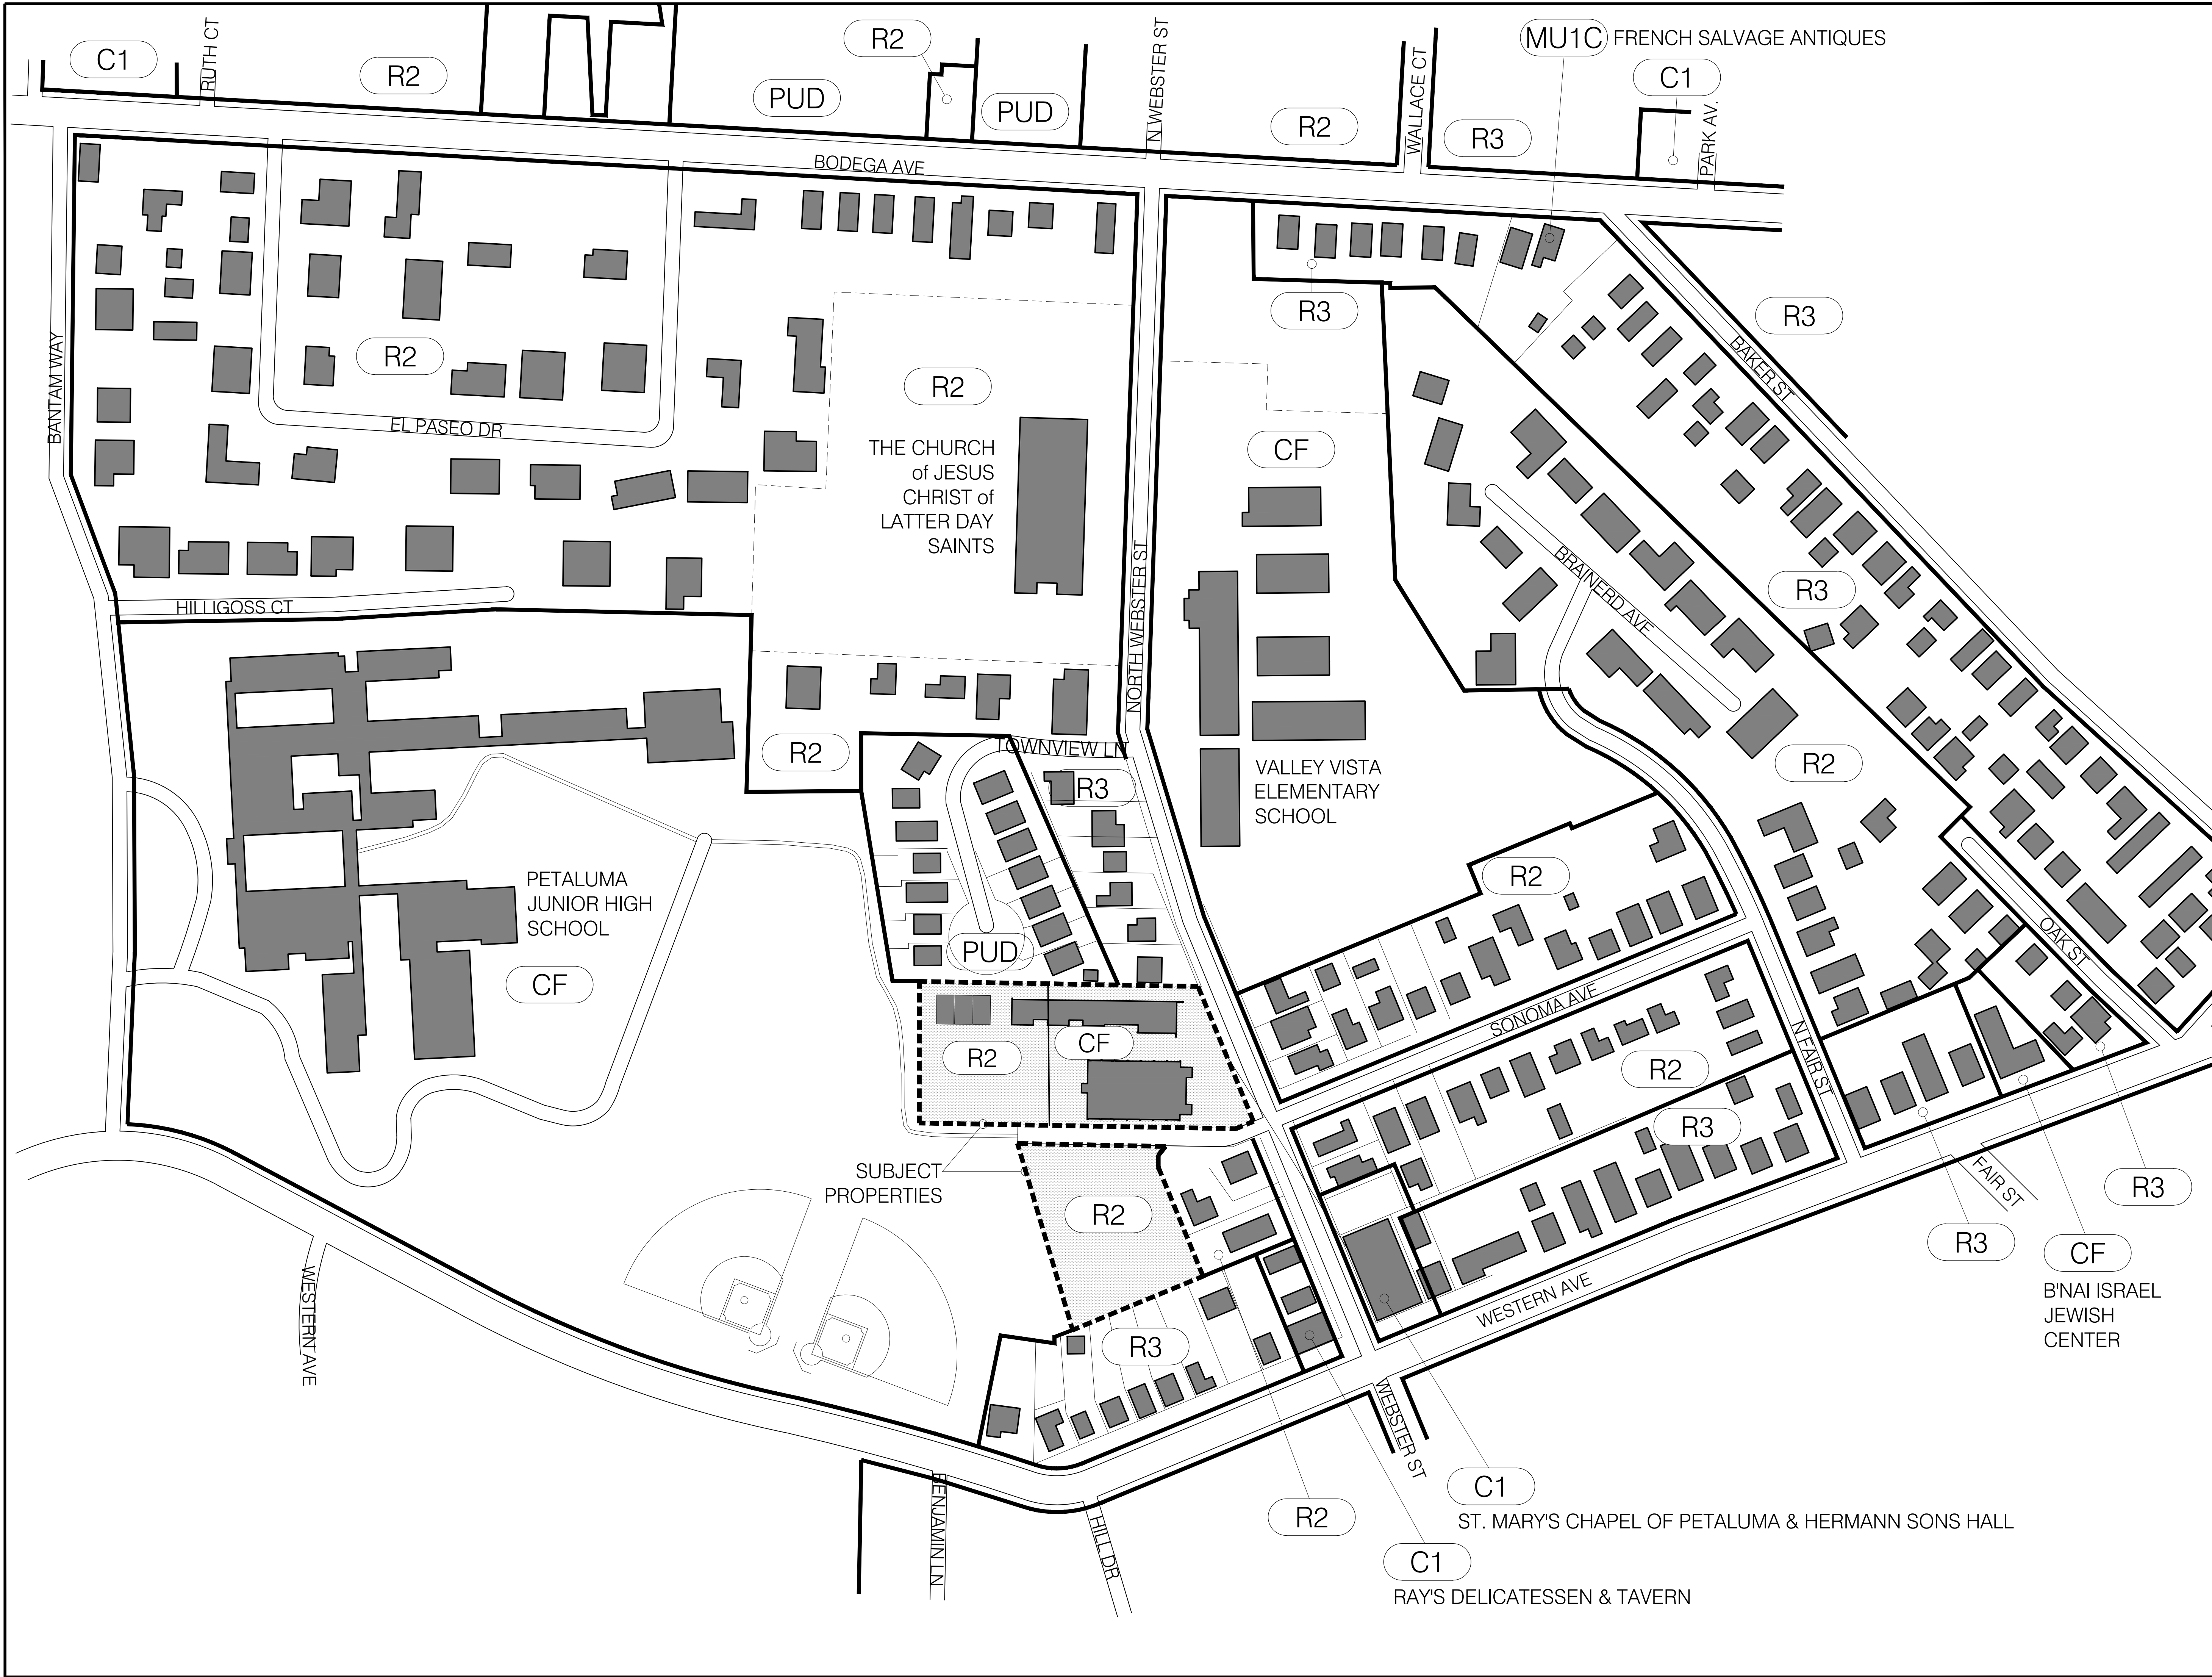 C1
RUTH CT
R2
R2
PUD
PUD
N WEBSTER ST
R2
WALLACE CT
MU1C FRENCH SALVAGE ANTIQUES
C1
R3
PARK AV.
BODEGA AVE
R3
R3
BAKER ST
BANTAM WAY
R2
EL PASEO DR
R2
THE CHURCH
of JESUS
CHRIST of
LATTER DAY
SAINTS
CF
NORTH WEBSTER ST
BRAINERD AVE
R3
HILLIGOSS CT
R2
TOWNVIEW LN
R3
VALLEY VISTA
ELEMENTARY
SCHOOL
R2
R2
PETALUMA
JUNIOR HIGH
SCHOOL
CF
PUD
OAK ST
SONOMA AVE
N FAIR ST
R2
CF
R2
R3
SUBJECT
PROPERTIES
R2
FAIR ST
R3
R3
CF
B'NAI ISRAEL
JEWISH
CENTER
WESTERN AVE
WESTERN AVE
R3
WEBSTER ST
BENJAMIN LN
HILL DR
R2
C1
ST. MARY'S CHAPEL OF PETALUMA & HERMANN SONS HALL
C1
RAY'S DELICATESSEN & TAVERN